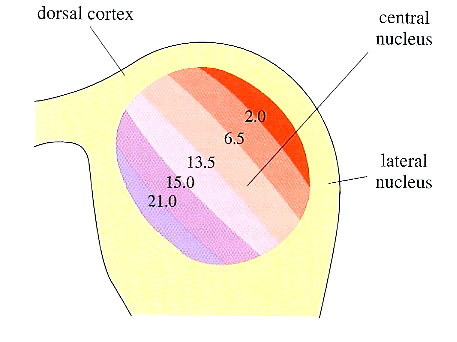 dorsal cortex
central
nucleus
2.0
6.5
13.5
15.0
21.0
lateral
nucleus